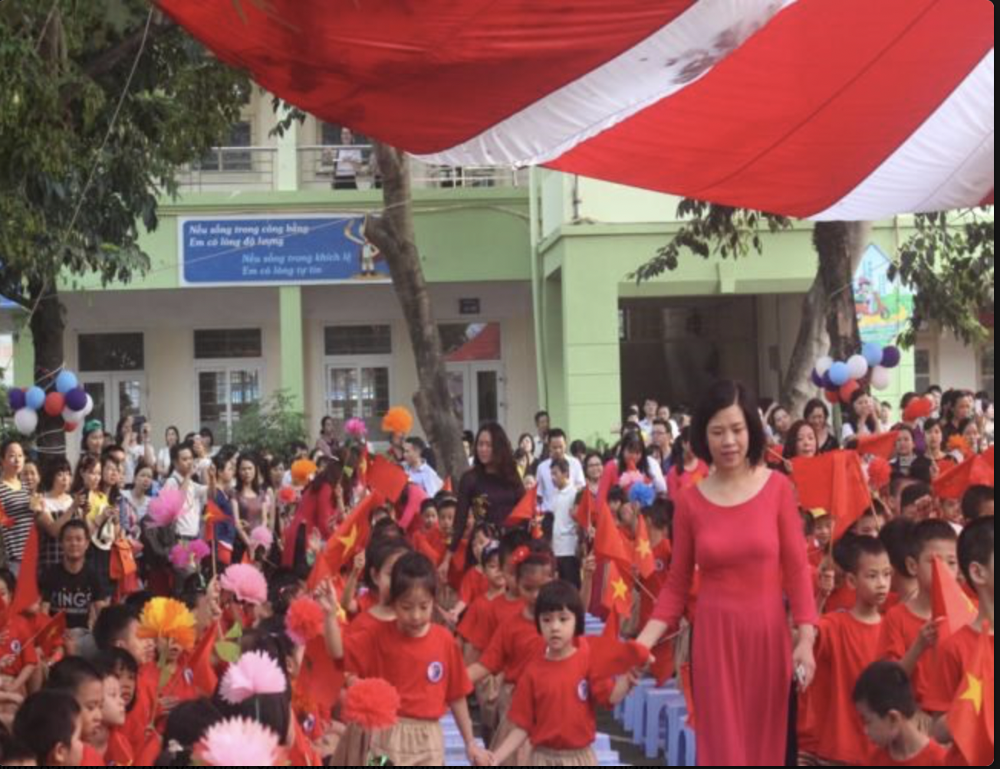 Nếu sống trong công bằng
Em có lòng độ lượng
Nếu sống trong khích lệ
Em có lòng tự tin
KINGS